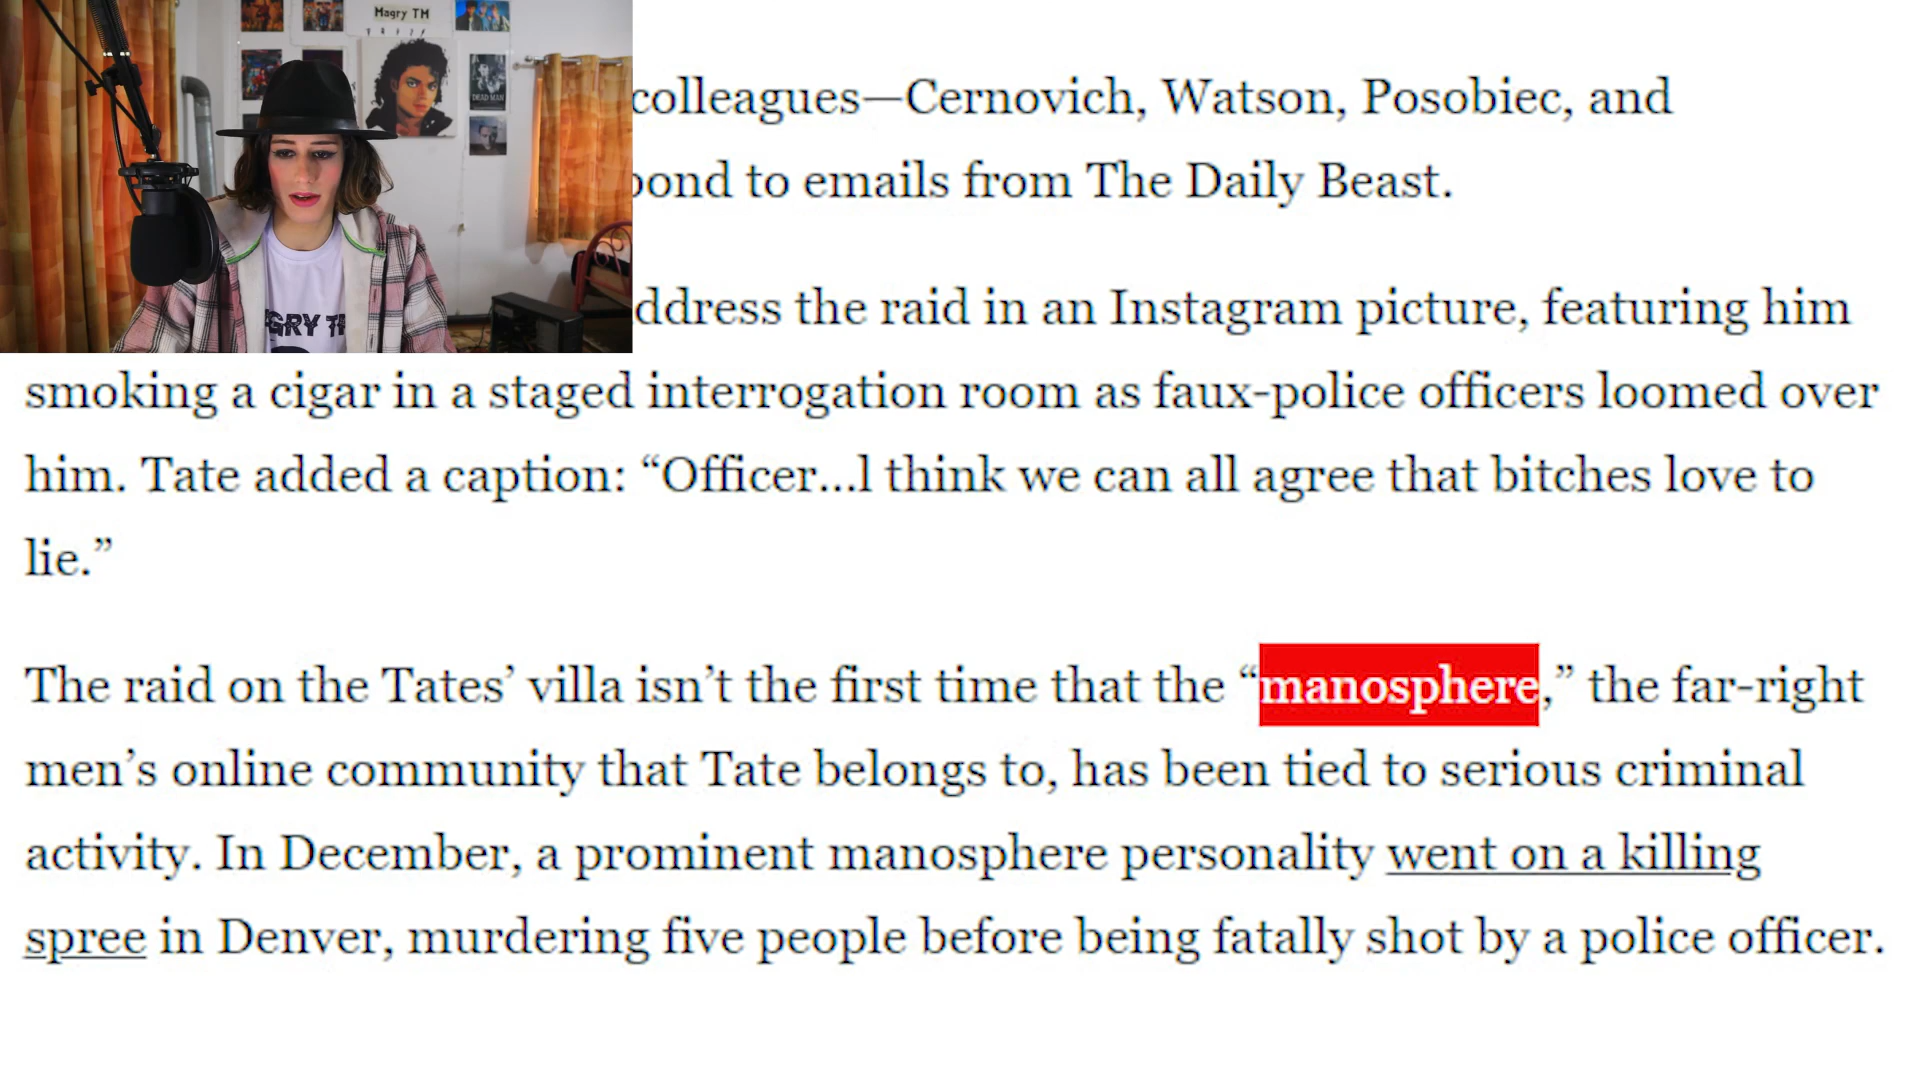 Magry TM
DEAD MAN
colleagues—Cernovich, Watson, Posobiec, and
to emails from The Daily Beast.
the raid in an Instagram picture, featuring him
smoking a cigar in a staged interrogation room as faux-police officers loomed over
him. Tate added a caption: “Officer...l think we can all agree that bitches love to
lie.”
The raid on the Tates’ villa isn’t the first time that the “manosphere,” the far-right
men’s online community that Tate belongs to, has been tied to serious criminal
activity. In December, a prominent manosphere personality went on a killing
spree in Denver, murdering five people before being fatally shot by a police officer.